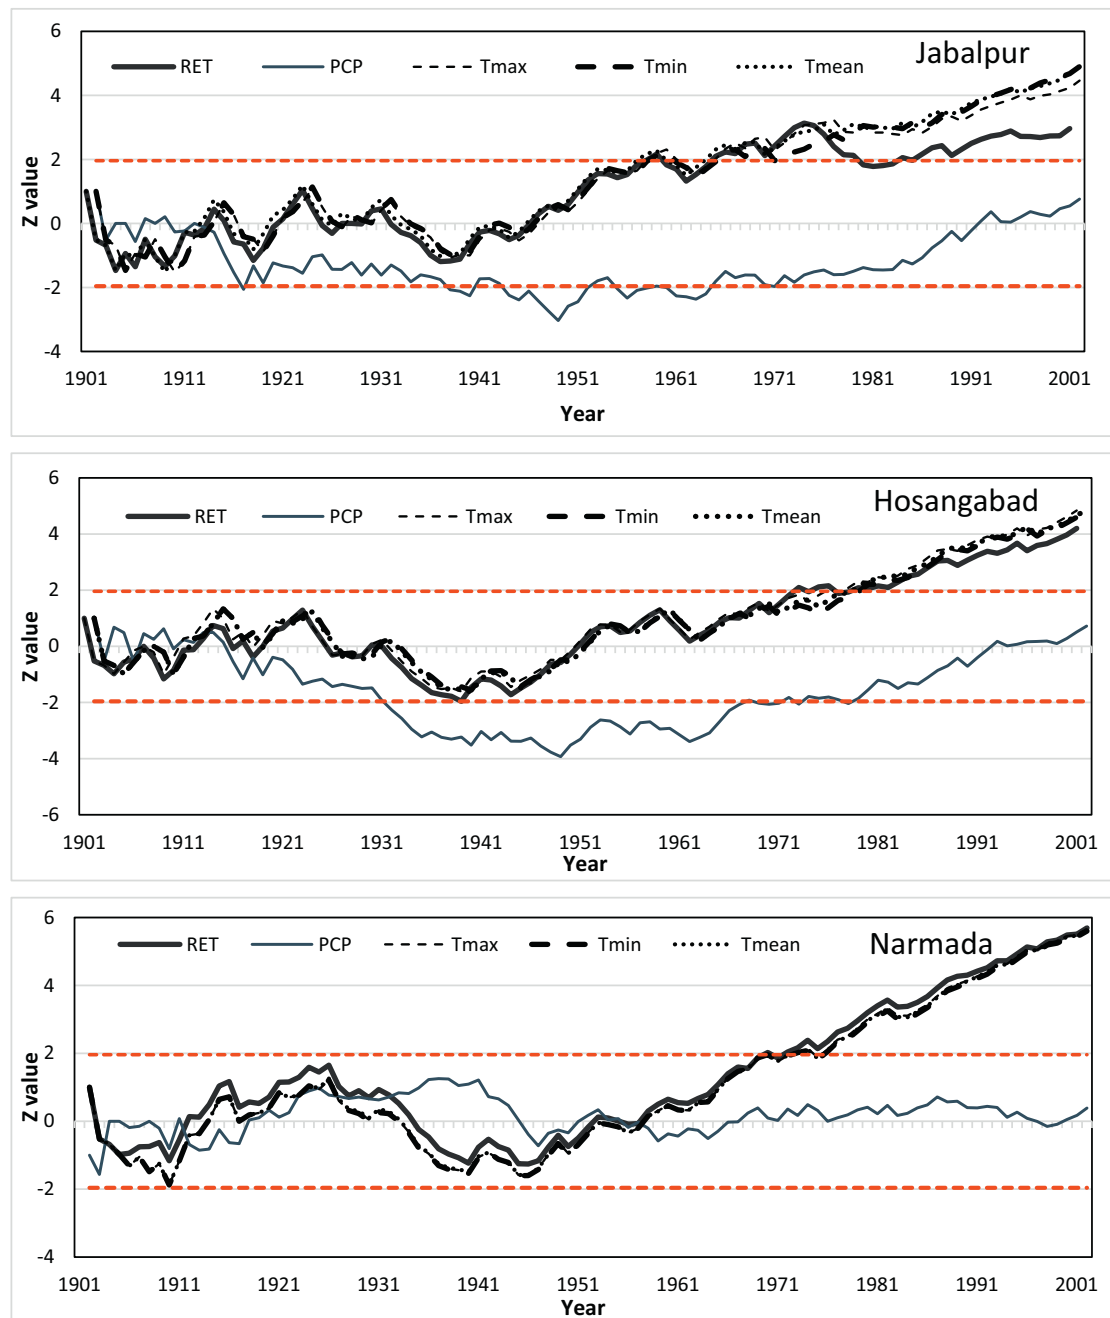 Jabalpur
RET PCP Tmax Tmin Tmean
6
4
2
0
-2
-4
Z value
1901 1911 1921 1931 1941 1951 1961 1971 1981 1991 2001
Year
Hosangabad
RET PCP Tmax Tmin Tmean
6
4
2
0
-2
-4
-6
Z value
1901 1911 1921 1931 1941 1951 1961 1971 1981 1991 2001
Year
Narmada
RET PCP Tmax Tmin Tmean
6
4
2
0
-2
-4
Z value
1901 1911 1921 1931 1941 1951 1961 1971 1981 1991 2001
Year